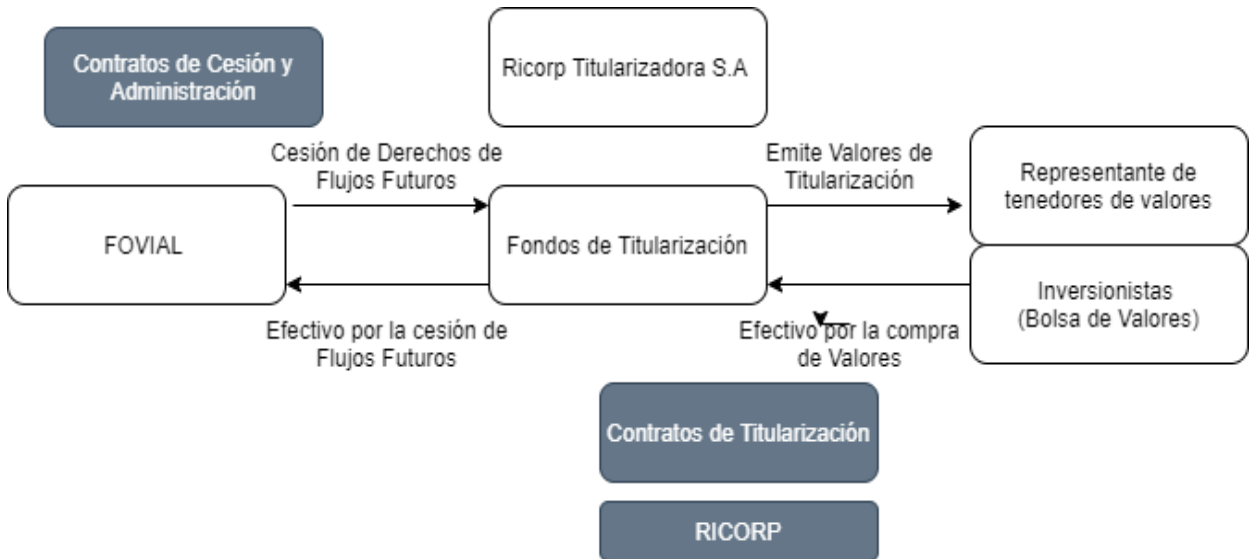 Contratos de Cesión y
Administración
Ricorp Titularizadora S.A
Cesión de Derechos de
Flujos Futuros
Emite Valores de
Titularización
Representante de
tenedores de valores
FOVIAL
Fondos de Titularización
Inversionistas
(Bolsa de Valores)
Efectivo por la cesión de
Flujos Futuros
Efectivo por la compra
de Valores
Contratos de Titularización
RICORP